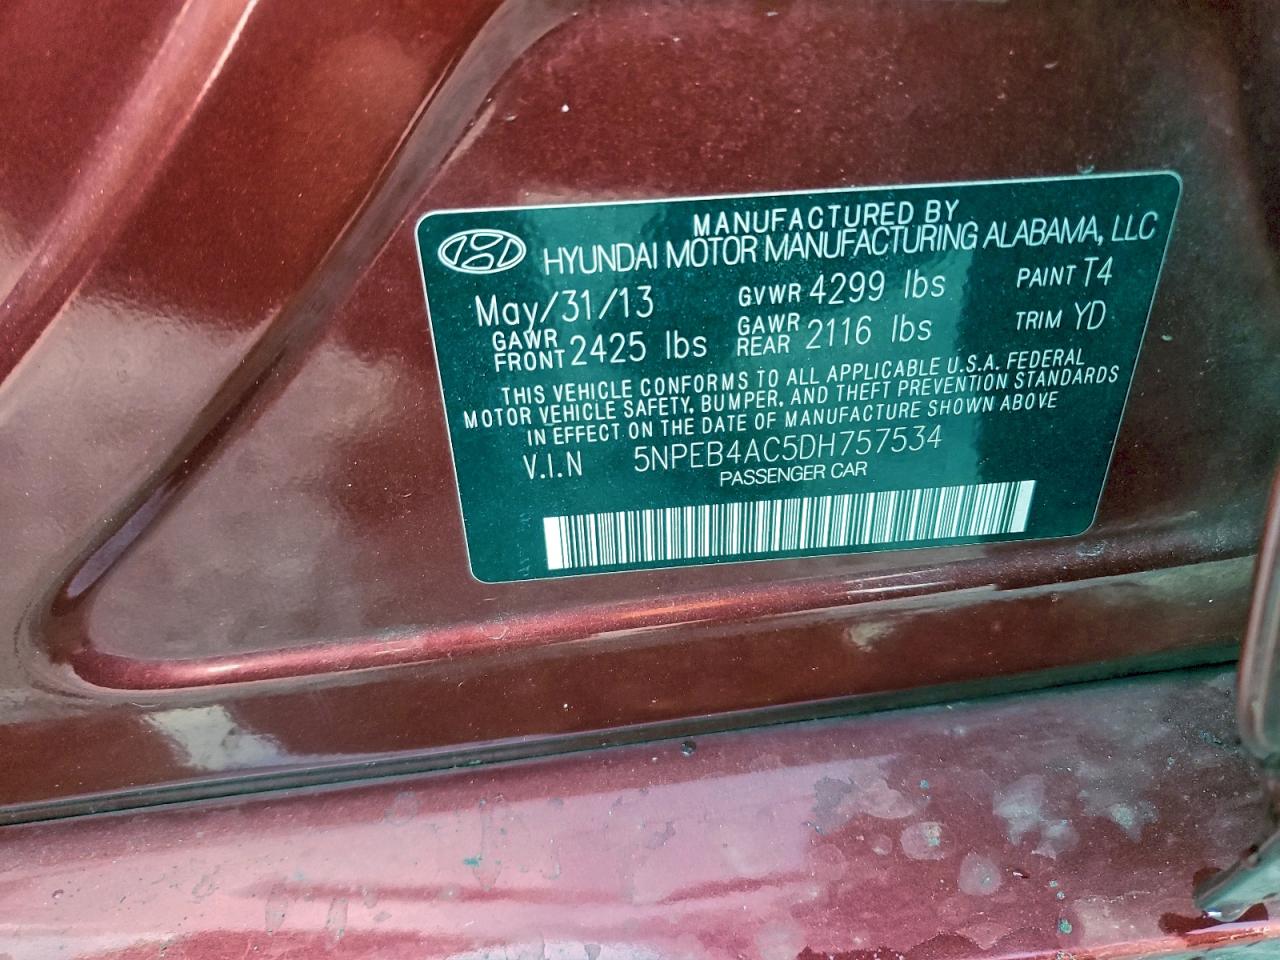 MANUFACTURED BY
HYUNDAI MOTOR MANUFACTURING ALABAMA, LLC
May/31/13 GVWR 4299 lbs PAINT T4
GAWR FRONT 2425 lbs GAWR REAR 2116 lbs TRIM YD
THIS VEHICLE CONFORMS TO ALL APPLICABLE U.S.A. FEDERAL
MOTOR VEHICLE SAFETY, BUMPER, AND THEFT PREVENTION STANDARDS
IN EFFECT ON THE DATE OF MANUFACTURE SHOWN ABOVE
V.I.N 5NPEB4AC5DH757534
PASSENGER CAR